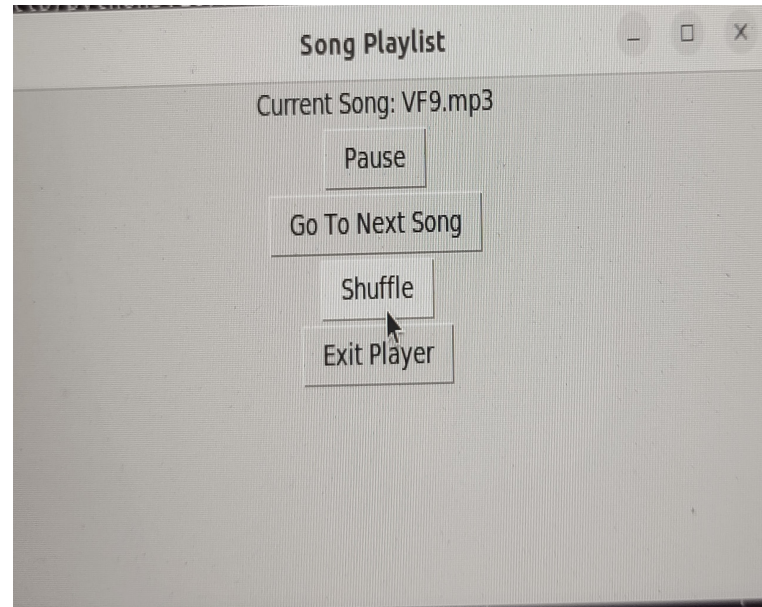 Song Playlist
Current Song: VF9.mp3
Pause
Go To Next Song
Shuffle
Exit Player